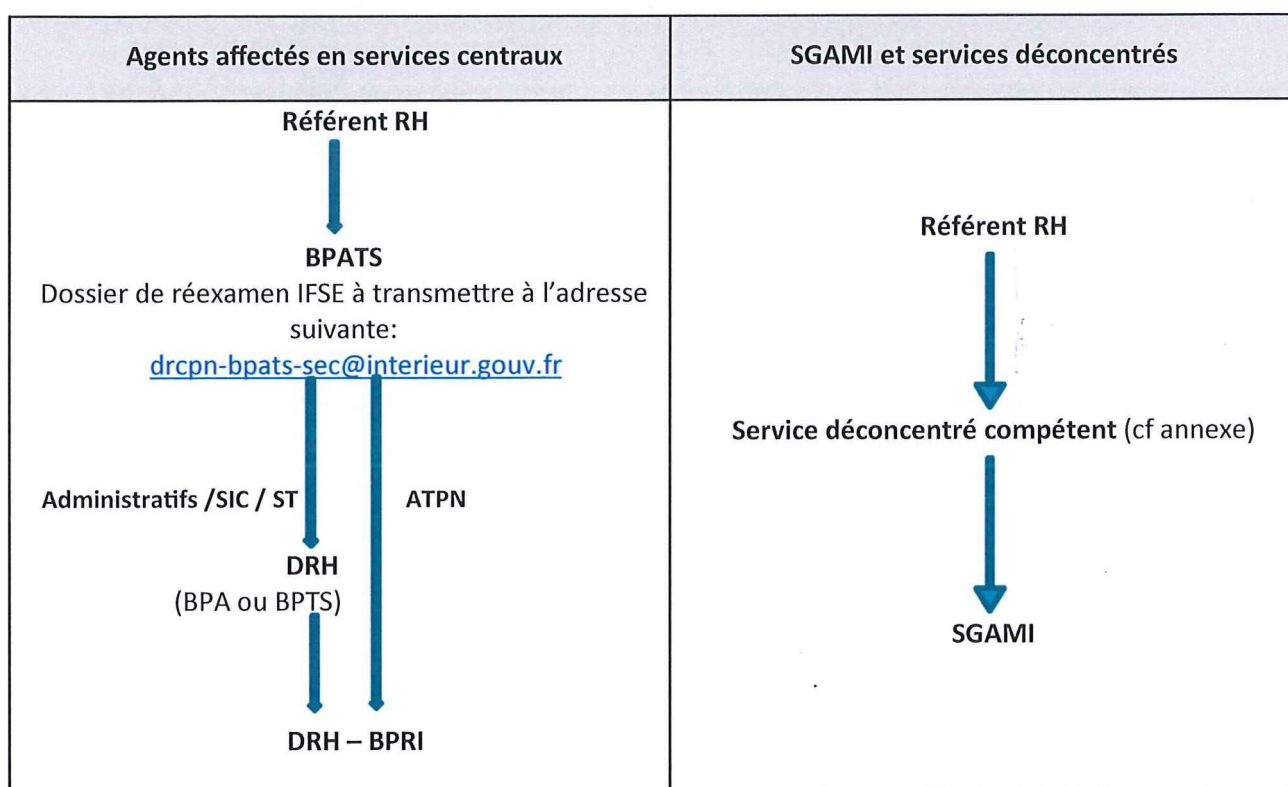 Agents affectés en services centraux
Référent RH
BPATS
Dossier de réexamen IFSE à transmettre à l'adresse
suivante:
drcpn-bpats-sec@interieur.gouv.fr
Administratifs /SIC / ST
ATPN
DRH
(BPA ou BPTS)
DRH – BPRI
SGAMI et services déconcentrés
Référent RH
Service déconcentré compétent (cf annexe)
SGAMI